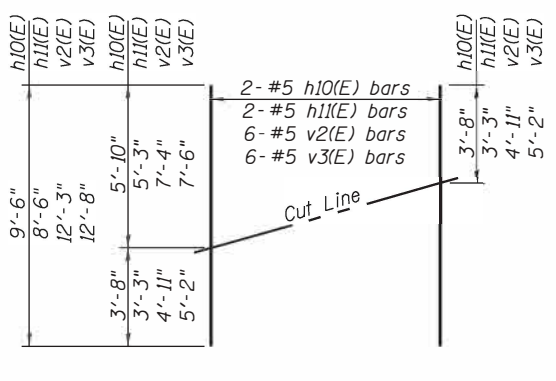 h10(E)
h11(E)
v2(E)
v3(E)
h10(E)
h11(E)
v2(E)
v3(E)
h10(E)
h11(E)
v2(E)
v3(E)
2- #5 h10(E) bars
2- #5 h11(E) bars
6- #5 v2(E) bars
6- #5 v3(E) bars
9'-6"
8'-6"
12'-3"
12'-8"
5'-10"
5'-3"
7'-4"
7'-6"
3'-8"
3'-3"
4'-11"
5'-2"
3'-8"
3'-3"
4'-11"
5'-2"
Cut Line